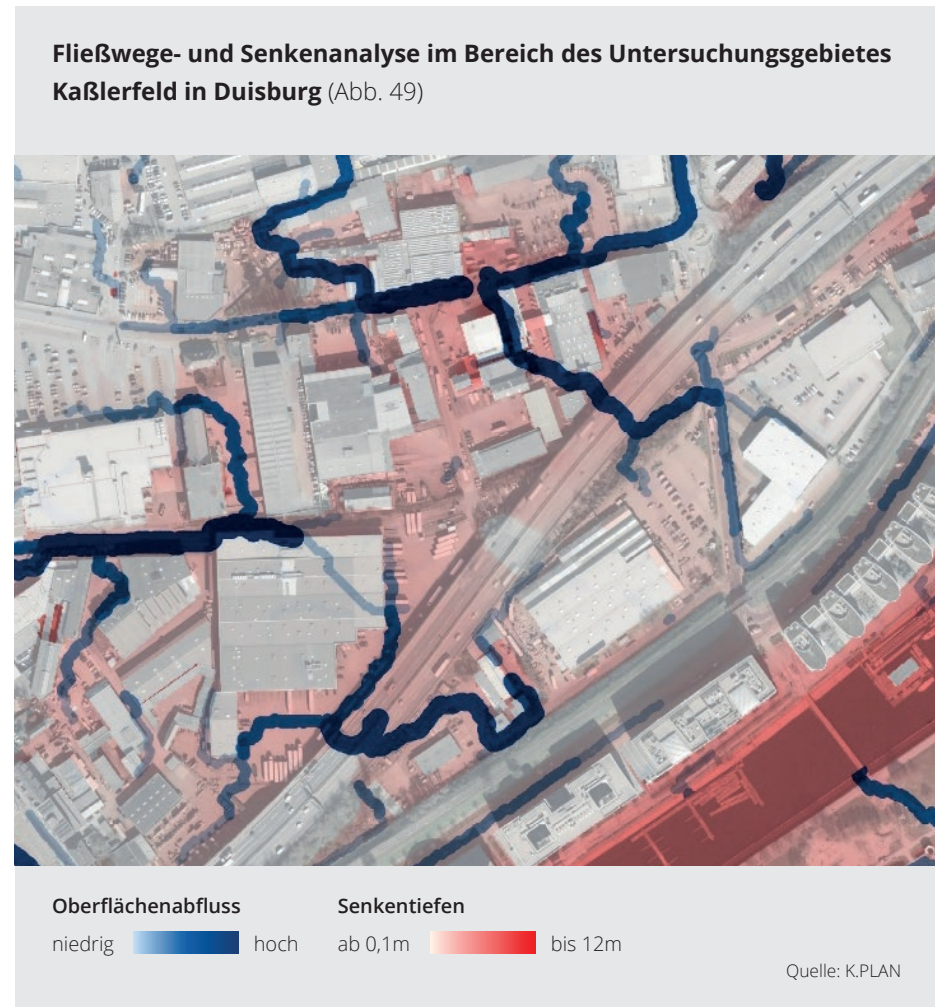 Fließwege- und Senkenanalyse im Bereich des Untersuchungsgebietes
Kaßlerfeld in Duisburg (Abb. 49)
Oberflächenabfluss
niedrig hoch
Senkentiefen
ab 0,1m bis 12m
Quelle: K.PLAN